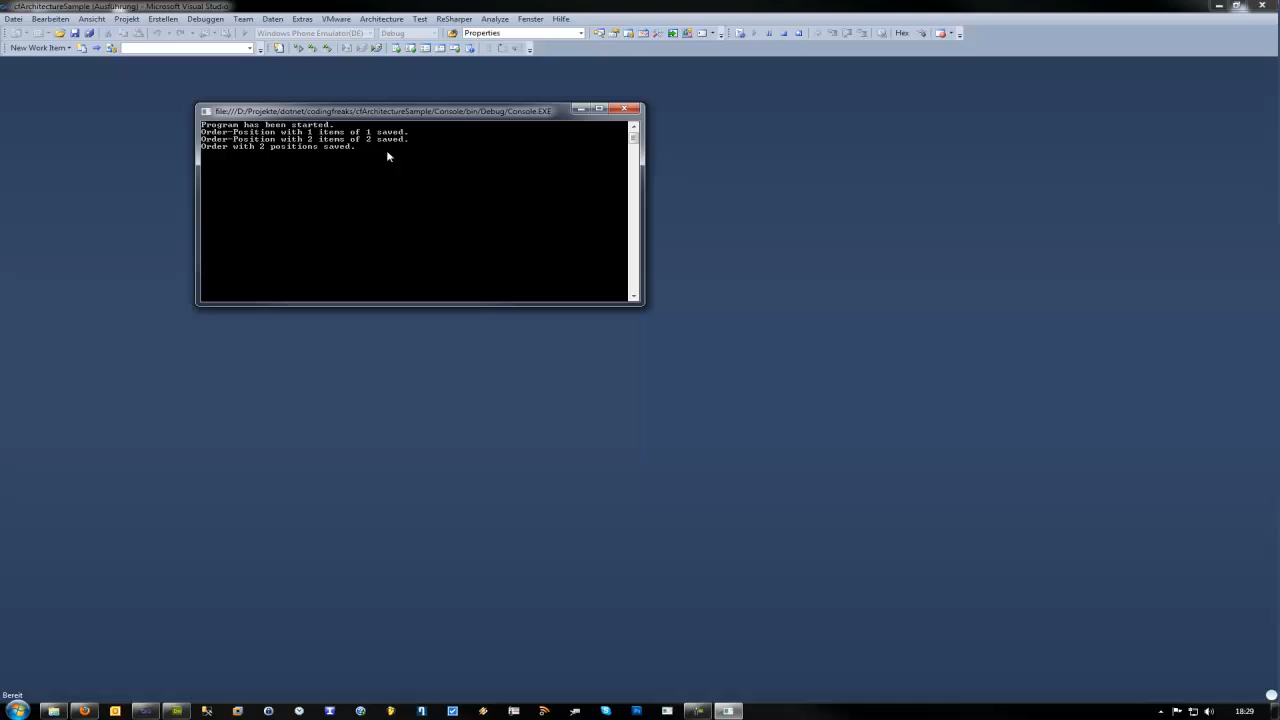 cfArchitectureSample (Ausführung) - Microsoft Visual Studio
Datei Bearbeiten Ansicht Projekt Erstellen Debuggen Team Daten Extras VMware Architecture Test ReSharper Analyze Fenster Hilfe
Windows Phone Emulator(DE) Debug Properties Hex
New Work Item
file:///D:/Projekte/dotnet/codingfreaks/cfArchitectureSample/Console/bin/Debug/Console.EXE
Program has been started.
Order-Position with 1 items of 1 saved.
Order-Position with 2 items of 2 saved.
Order with 2 positions saved.
Bereit
18:29